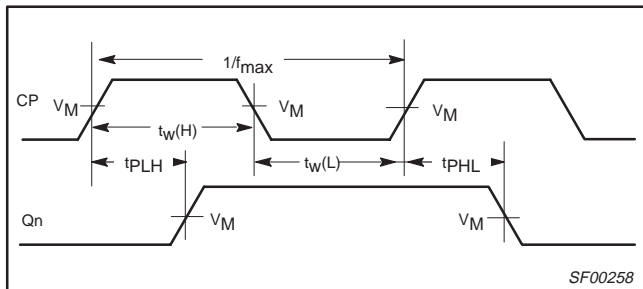 1/fmax
CP
VM
VM
VM
tw(H)
tPLH
tw(L)
tPHL
Qn
VM
VM
SF00258